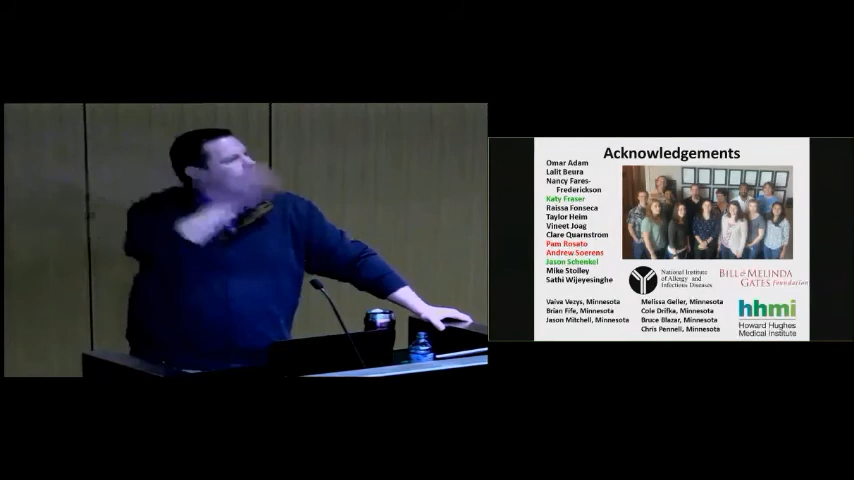 Acknowledgements
Omar Adam
Lalit Beura
Nancy Fares-
Frederickson
Katy Fraser
Raissa Fonseca
Taylor Heim
Vineet Joag
Clare Quarnstrom
Pam Rosato
Andrew Soerens
Jason Schenkel
Mike Stolley
Sathi Wijeyesinghe
Vaiva Vezys, Minnesota
Brian Fife, Minnesota
Jason Mitchell, Minnesota
Melissa Geller, Minnesota
Cole Drifka, Minnesota
Bruce Blazar, Minnesota
Chris Pennell, Minnesota
National Institute
of Allergy and
Infectious Diseases
BILL & MELINDA
GATES foundation
hhmi
Howard Hughes
Medical Institute